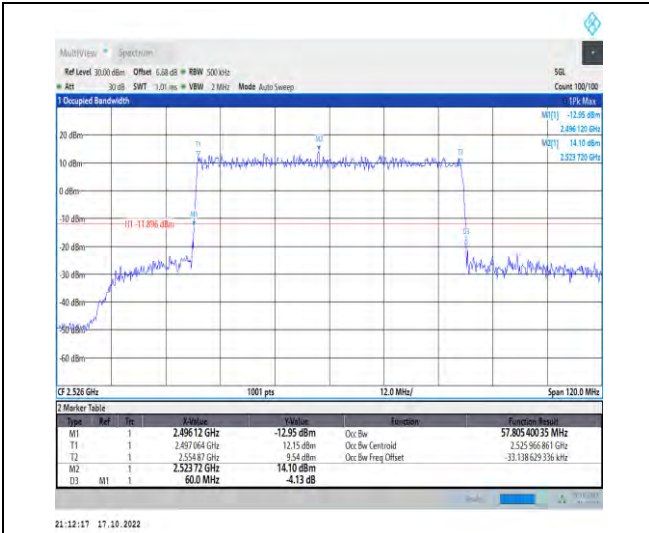 MultiView Spectrum
Ref Level 30.00 dBm Offset 6.68 dB RBW 500 kHz SGL
Att 30 dB SWT 1.01 ms VBW 2 MHz Mode Auto Sweep Count 100/100
1 Occupied Bandwidth 1Pk Max
M1[1] -12.95 dBm
2.496 120 GHz
M2[1] 14.10 dBm
2.523 720 GHz
20 dBm
T1 M2 T2
10 dBm
0 dBm
-10 dBm
M1
H1 -11.896 dBm
D3
-20 dBm
-30 dBm
-40 dBm
-50 dBm
-60 dBm
CF 2.526 GHz 1001 pts 12.0 MHz/ Span 120.0 MHz
2 Marker Table
Type Ref Trc X-Value Y-Value Function Function Result
M1 1 2.49612 GHz -12.95 dBm Occ Bw 57.805 400 35 MHz
T1 1 2.497 064 GHz 12.15 dBm Occ Bw Centroid 2.525 966 861 GHz
T2 1 2.554 87 GHz 9.54 dBm Occ Bw Freq Offset -33.138 629 336 kHz
M2 1 2.52372 GHz 14.10 dBm
D3 M1 1 60.0 MHz -4.13 dB
21:12:17 17.10.2022